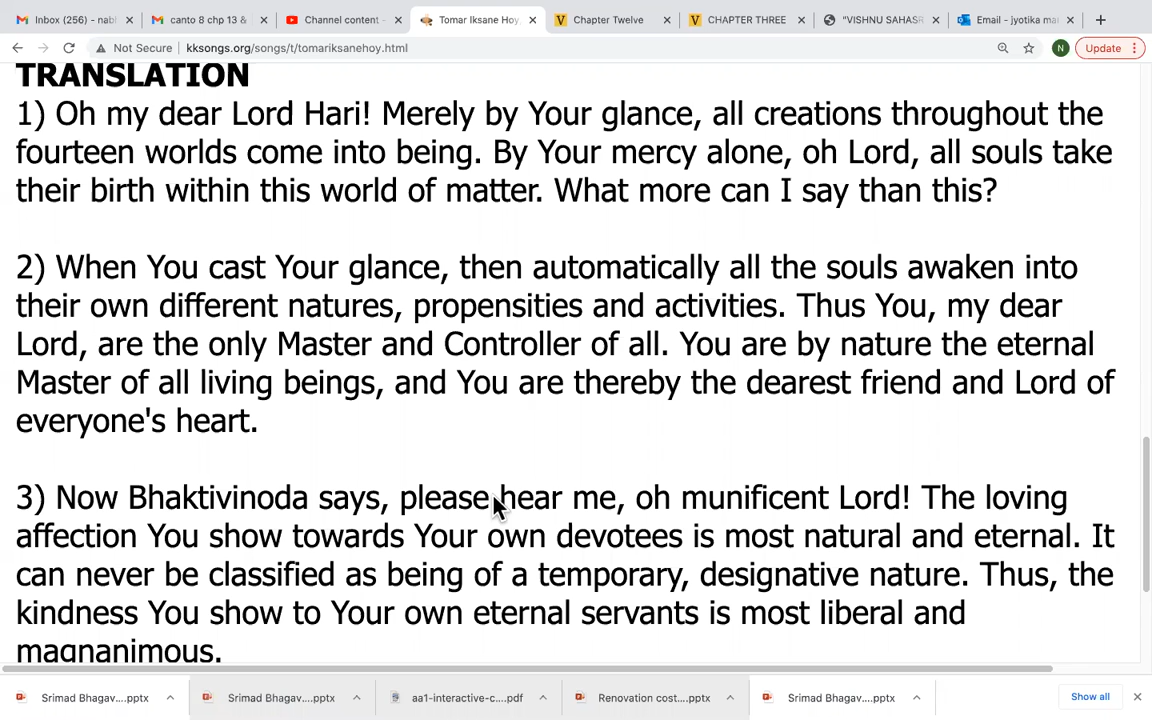 Inbox (256) - nab
canto 8 chp 13 &
Channel content -
Tomar Iksane Hoy,
Chapter Twelve
CHAPTER THREE
"VISHNU SAHASR
Email - jyotika ma
Not Secure | kksongs.org/songs/t/tomariksanehoy.html
N
Update
TRANSLATION
1) Oh my dear Lord Hari! Merely by Your glance, all creations throughout the
fourteen worlds come into being. By Your mercy alone, oh Lord, all souls take
their birth within this world of matter. What more can I say than this?
2) When You cast Your glance, then automatically all the souls awaken into
their own different natures, propensities and activities. Thus You, my dear
Lord, are the only Master and Controller of all. You are by nature the eternal
Master of all living beings, and You are thereby the dearest friend and Lord of
everyone's heart.
3) Now Bhaktivinoda says, please hear me, oh munificent Lord! The loving
affection You show towards Your own devotees is most natural and eternal. It
can never be classified as being of a temporary, designative nature. Thus, the
kindness You show to Your own eternal servants is most liberal and
magnanimous.
Srimad Bhagav....pptx
Srimad Bhagav....pptx
aa1-interactive-c....pdf
Renovation cost....pptx
Srimad Bhagav....pptx
Show all